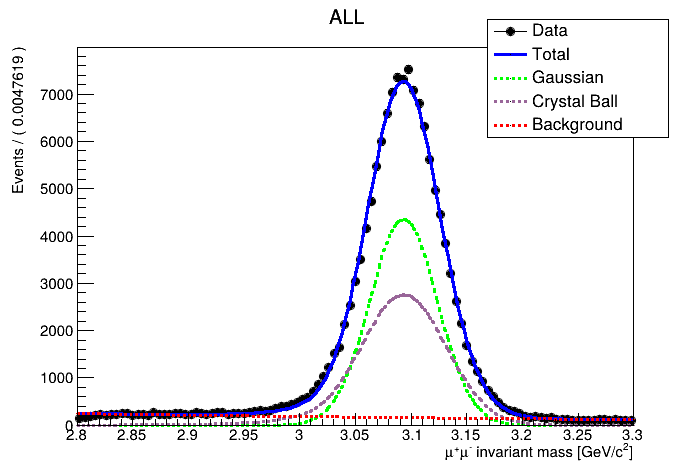 ALL
Data
Total
Gaussian
Crystal Ball
Background
Events / ( 0.0047619 )
7000
6000
5000
4000
3000
2000
1000
0
2.8 2.85 2.9 2.95 3 3.05 3.1 3.15 3.2 3.25 3.3
μ⁺μ⁻ invariant mass [GeV/c²]